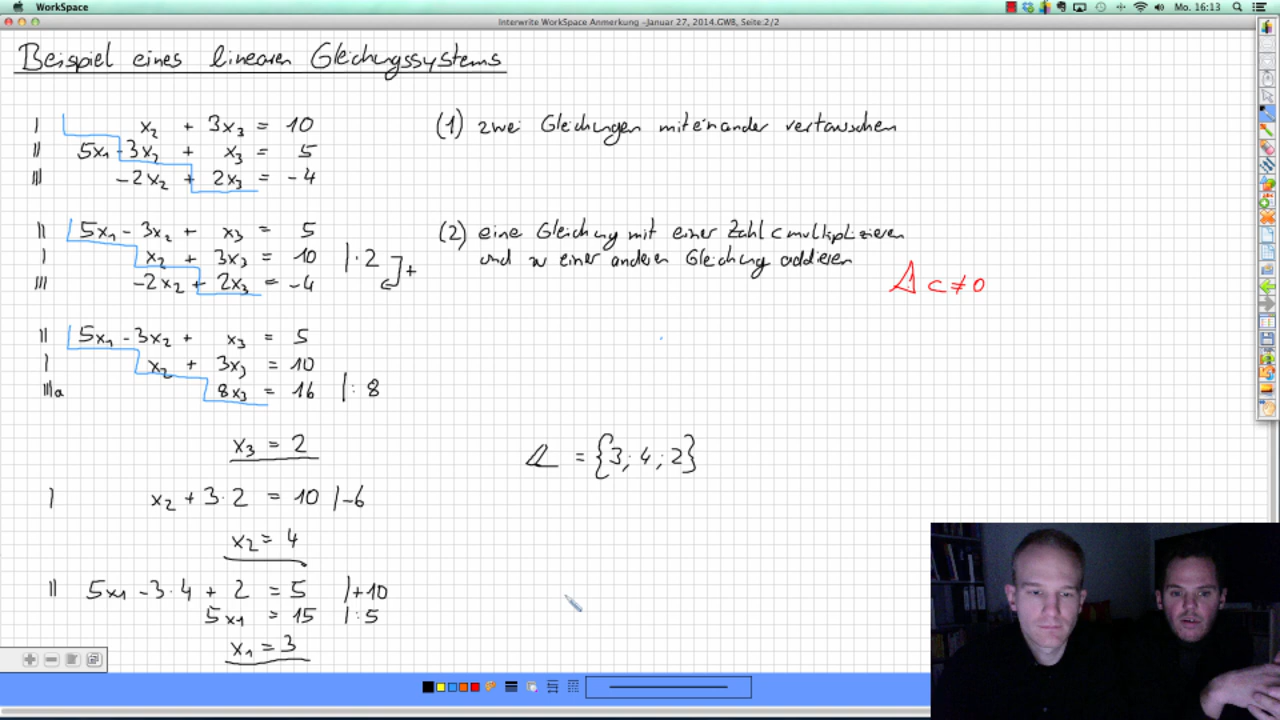 WorkSpace
Mo. 16:13
Interwrite WorkSpace Anmerkung -Januar 27, 2014.GWB, Seite:2/2
Beispiel eines linearen Gleichungssystems
I x₂ + 3x₃ = 10
(1) zwei Gleichungen miteinander vertauschen
II 5x₁ - 3x₂ + x₃ = 5
III -2x₂ + 2x₃ = -4
II 5x₁ - 3x₂ + x₃ = 5
(2) eine Gleichung mit einer Zahl c multiplizieren
I x₂ + 3x₃ = 10 |·2
und zu einer anderen Gleichung addieren
III -2x₂ + 2x₃ = -4
+
! c≠0
II 5x₁ - 3x₂ + x₃ = 5
I x₂ + 3x₃ = 10
IIIa 8x₃ = 16 |: 8
x₃ = 2
𝕃 = {3; 4; 2}
I x₂ + 3·2 = 10 |-6
x₂ = 4
II 5x₁ - 3·4 + 2 = 5 |+10
5x₁ = 15 |:5
x₁ = 3